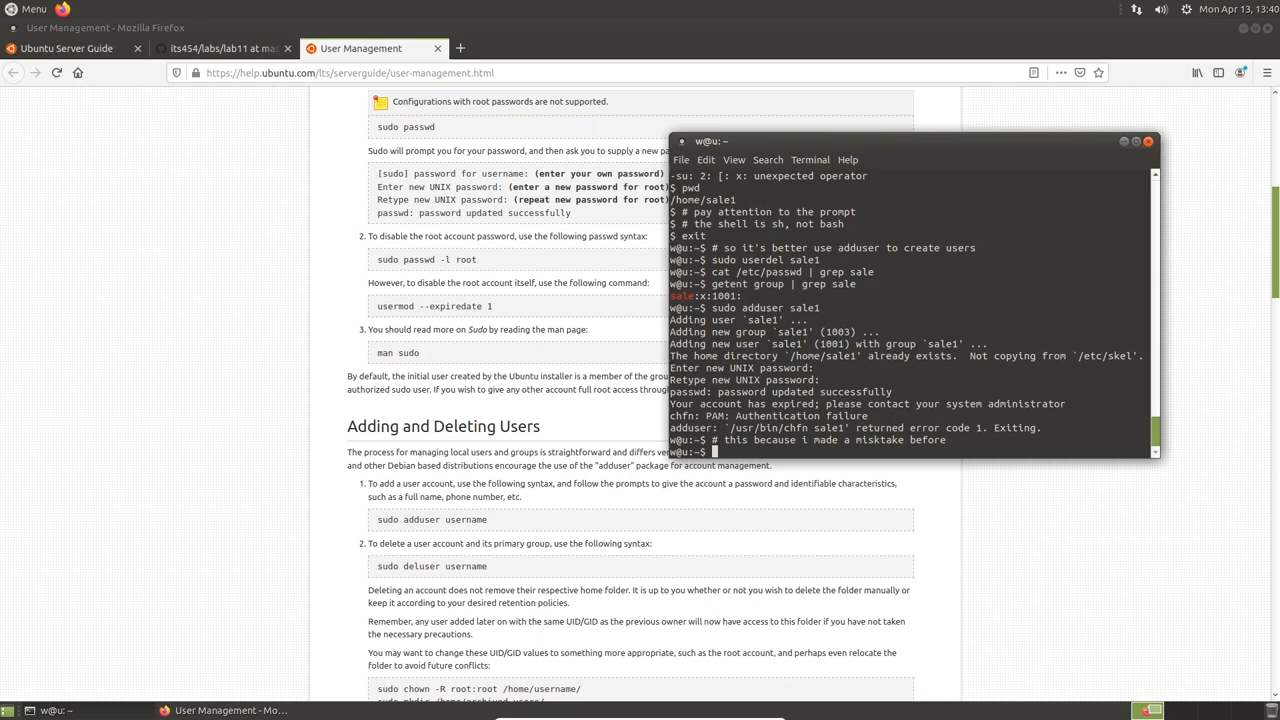 Menu
Mon Apr 13, 13:40
User Management - Mozilla Firefox
Ubuntu Server Guide
its454/labs/lab11 at mas
User Management
https://help.ubuntu.com/lts/serverguide/user-management.html
Configurations with root passwords are not supported.
sudo passwd
Sudo will prompt you for your password, and then ask you to supply a new pa
[sudo] password for username: (enter your own password)
Enter new UNIX password: (enter a new password for root)
Retype new UNIX password: (repeat new password for root)
passwd: password updated successfully
2. To disable the root account password, use the following passwd syntax:
sudo passwd -l root
However, to disable the root account itself, use the following command:
usermod --expiredate 1
3. You should read more on Sudo by reading the man page:
man sudo
By default, the initial user created by the Ubuntu installer is a member of the grou
authorized sudo user. If you wish to give any other account full root access through
Adding and Deleting Users
The process for managing local users and groups is straightforward and differs ver
and other Debian based distributions encourage the use of the "adduser" package for account management.
1. To add a user account, use the following syntax, and follow the prompts to give the account a password and identifiable characteristics,
such as a full name, phone number, etc.
sudo adduser username
2. To delete a user account and its primary group, use the following syntax:
sudo deluser username
Deleting an account does not remove their respective home folder. It is up to you whether or not you wish to delete the folder manually or
keep it according to your desired retention policies.
Remember, any user added later on with the same UID/GID as the previous owner will now have access to this folder if you have not taken
the necessary precautions.
You may want to change these UID/GID values to something more appropriate, such as the root account, and perhaps even relocate the
folder to avoid future conflicts:
sudo chown -R root:root /home/username/
sudo mkdir /home/archived_users/
w@u: ~
File Edit View Search Terminal Help
-su: 2: [: x: unexpected operator
$ pwd
/home/sale1
$ # pay attention to the prompt
$ # the shell is sh, not bash
$ exit
w@u:~$ # so it's better use adduser to create users
w@u:~$ sudo userdel sale1
w@u:~$ cat /etc/passwd | grep sale
w@u:~$ getent group | grep sale
sale:x:1001:
w@u:~$ sudo adduser sale1
Adding user `sale1' ...
Adding new group `sale1' (1003) ...
Adding new user `sale1' (1001) with group `sale1' ...
The home directory `/home/sale1' already exists.  Not copying from `/etc/skel'.
Enter new UNIX password:
Retype new UNIX password:
passwd: password updated successfully
Your account has expired; please contact your system administrator
chfn: PAM: Authentication failure
adduser: `/usr/bin/chfn sale1' returned error code 1. Exiting.
w@u:~$ # this because i made a misktake before
w@u:~$
w@u: ~
User Management - Mo...